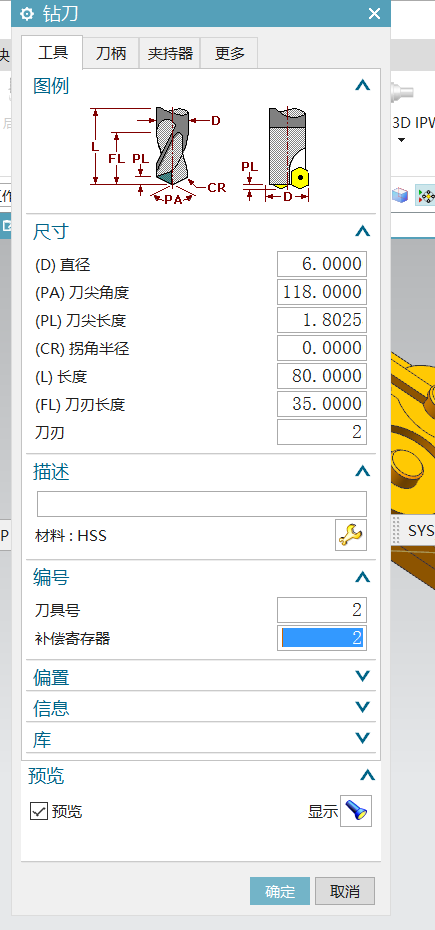 钻刀
工具 刀柄 夹持器 更多
图例
L FL PL D CR PA
PL D
3D IPW
尺寸
(D) 直径 6.0000
(PA) 刀尖角度 118.0000
(PL) 刀尖长度 1.8025
(CR) 拐角半径 0.0000
(L) 长度 80.0000
(FL) 刀刃长度 35.0000
刀刃 2
描述
材料 : HSS
SYS
编号
刀具号 2
补偿寄存器 2
偏置
信息
库
预览
预览 显示
确定 取消